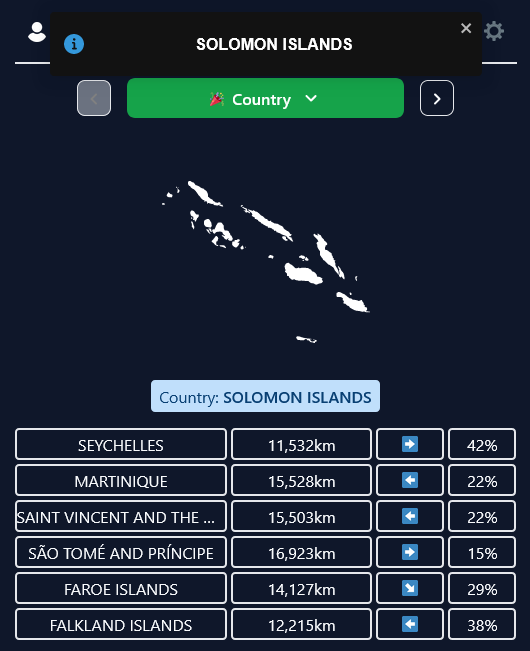 SOLOMON ISLANDS
Country
Country: SOLOMON ISLANDS
SEYCHELLES 11,532km ➡️ 42%
MARTINIQUE 15,528km ⬅️ 22%
SAINT VINCENT AND THE ... 15,503km ⬅️ 22%
SÃO TOMÉ AND PRÍNCIPE 16,923km ➡️ 15%
FAROE ISLANDS 14,127km ↘️ 29%
FALKLAND ISLANDS 12,215km ⬅️ 38%